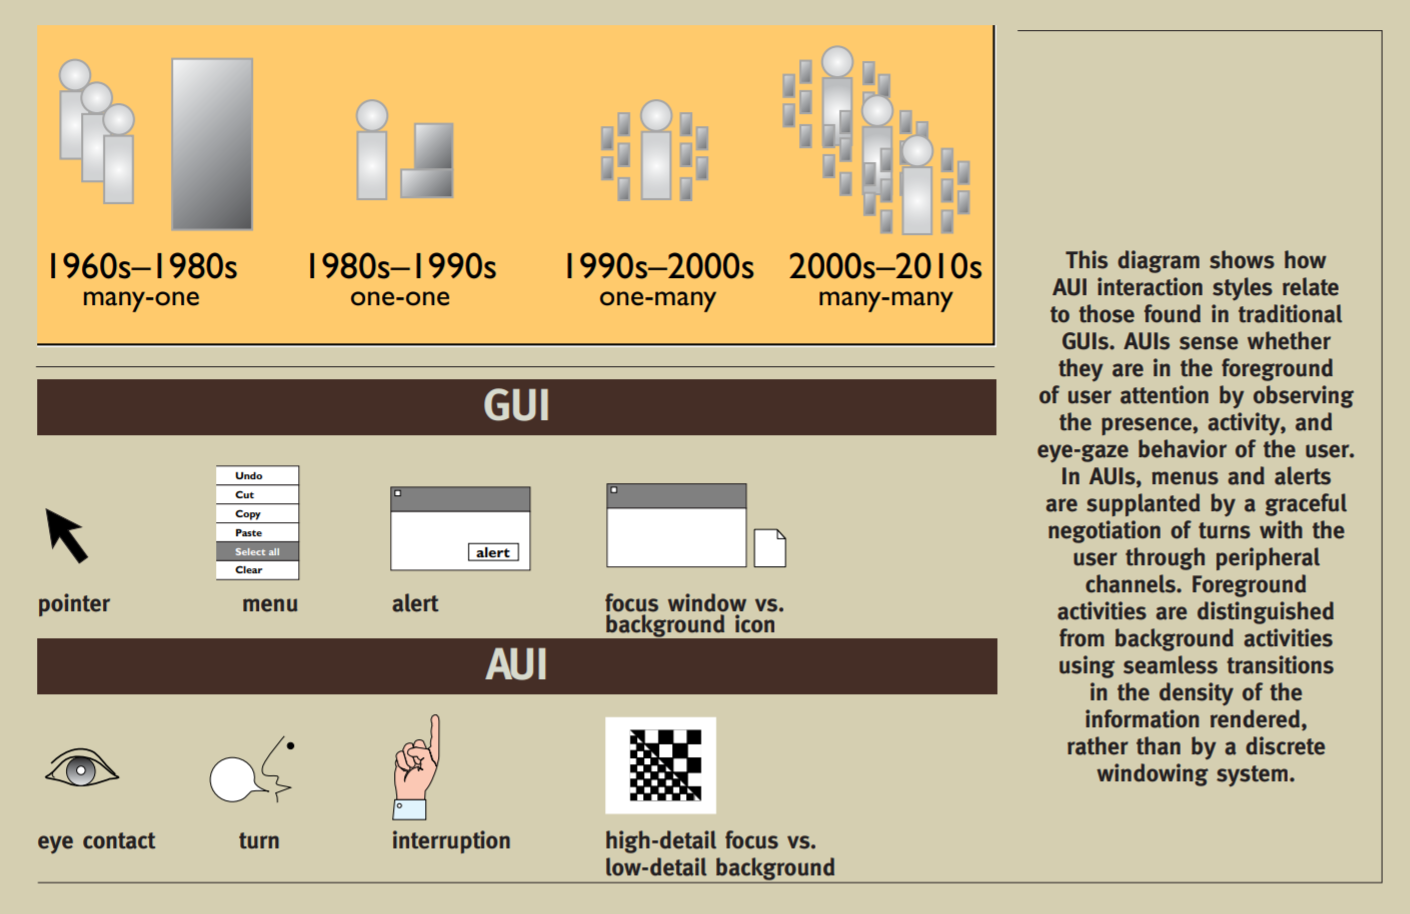 1960s–1980s
many-one
1980s–1990s
one-one
1990s–2000s
one-many
2000s–2010s
many-many
GUI
Undo
Cut
Copy
Paste
Select all
Clear
alert
pointer
menu
alert
focus window vs.
background icon
AUI
eye contact
turn
interruption
high-detail focus vs.
low-detail background
This diagram shows how
AUI interaction styles relate
to those found in traditional
GUIs. AUIs sense whether
they are in the foreground
of user attention by observing
the presence, activity, and
eye-gaze behavior of the user.
In AUIs, menus and alerts
are supplanted by a graceful
negotiation of turns with the
user through peripheral
channels. Foreground
activities are distinguished
from background activities
using seamless transitions
in the density of the
information rendered,
rather than by a discrete
windowing system.